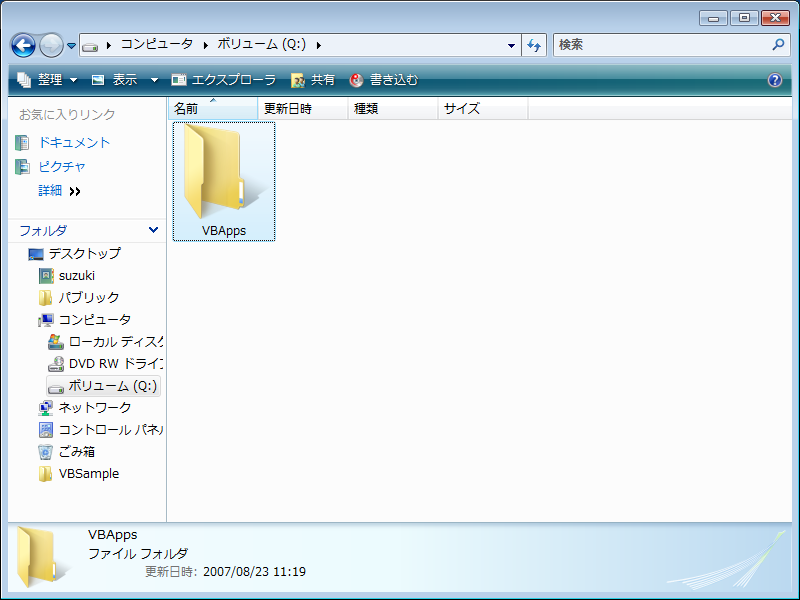 コンピュータ ▸ ボリューム (Q:) ▸
検索
整理 表示 エクスプローラ 共有 書き込む
お気に入りリンク
ドキュメント
ピクチャ
詳細 »
フォルダ
デスクトップ
suzuki
パブリック
コンピュータ
ローカル ディスク
DVD RW ドライブ
ボリューム (Q:)
ネットワーク
コントロール パネル
ごみ箱
VBSample
名前 更新日時 種類 サイズ
VBApps
VBApps
ファイル フォルダ
更新日時: 2007/08/23 11:19